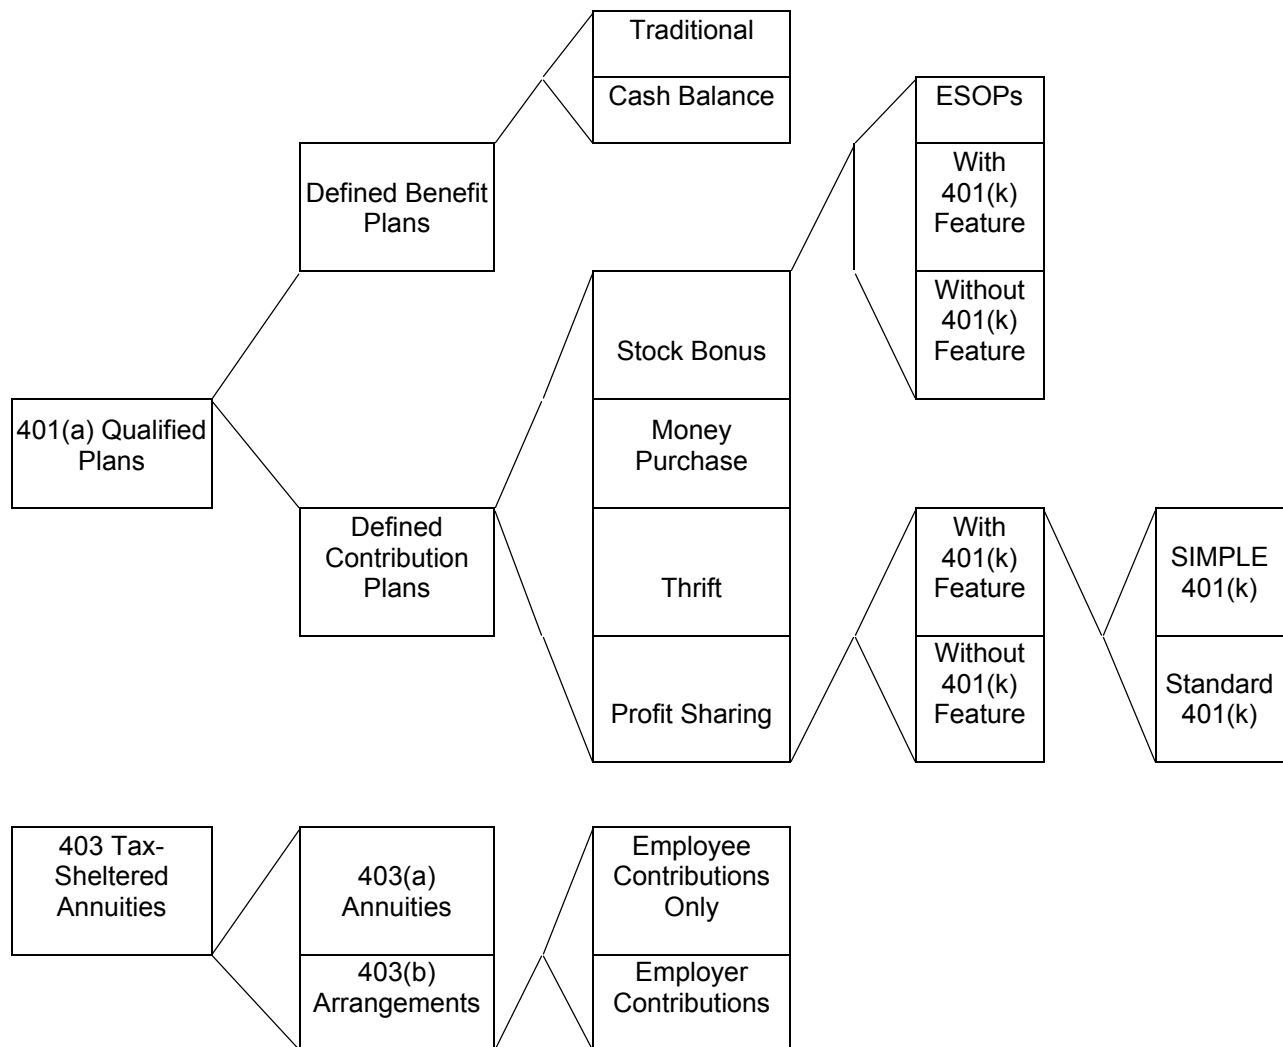 Traditional
Cash Balance
ESOPs
With
401(k)
Feature
Without
401(k)
Feature
Defined Benefit
Plans
Stock Bonus
Money
Purchase
Thrift
Profit Sharing
401(a) Qualified
Plans
Defined
Contribution
Plans
With
401(k)
Feature
Without
401(k)
Feature
SIMPLE
401(k)
Standard
401(k)
403 Tax-
Sheltered
Annuities
403(a)
Annuities
403(b)
Arrangements
Employee
Contributions
Only
Employer
Contributions